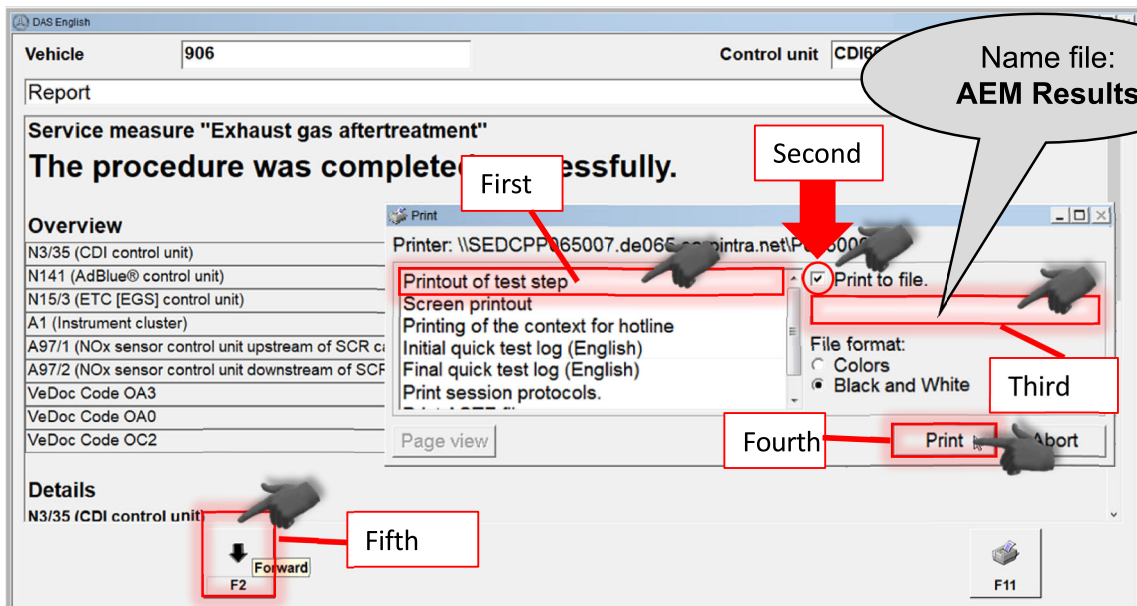 DAS English
Vehicle 906 Control unit CDI6
Name file:
AEM Results
Report
Service measure "Exhaust gas aftertreatment"
The procedure was complete essfully.
First
Second
Overview
N3/35 (CDI control unit)
N141 (AdBlue® control unit)
N15/3 (ETC [EGS] control unit)
A1 (Instrument cluster)
A97/1 (NOx sensor control unit upstream of SCR ca
A97/2 (NOx sensor control unit downstream of SCF
VeDoc Code OA3
VeDoc Code OA0
VeDoc Code OC2
Print
Printer: \\SEDCPP065007.de065
Printout of test step
Screen printout
Printing of the context for hotline
Initial quick test log (English)
Final quick test log (English)
Print session protocols.
Print to file.
File format:
Colors
Black and White
Third
Page view
Fourth
Print
Abort
Details
N3/35 (CDI control unit)
Fifth
Forward
F2
F11